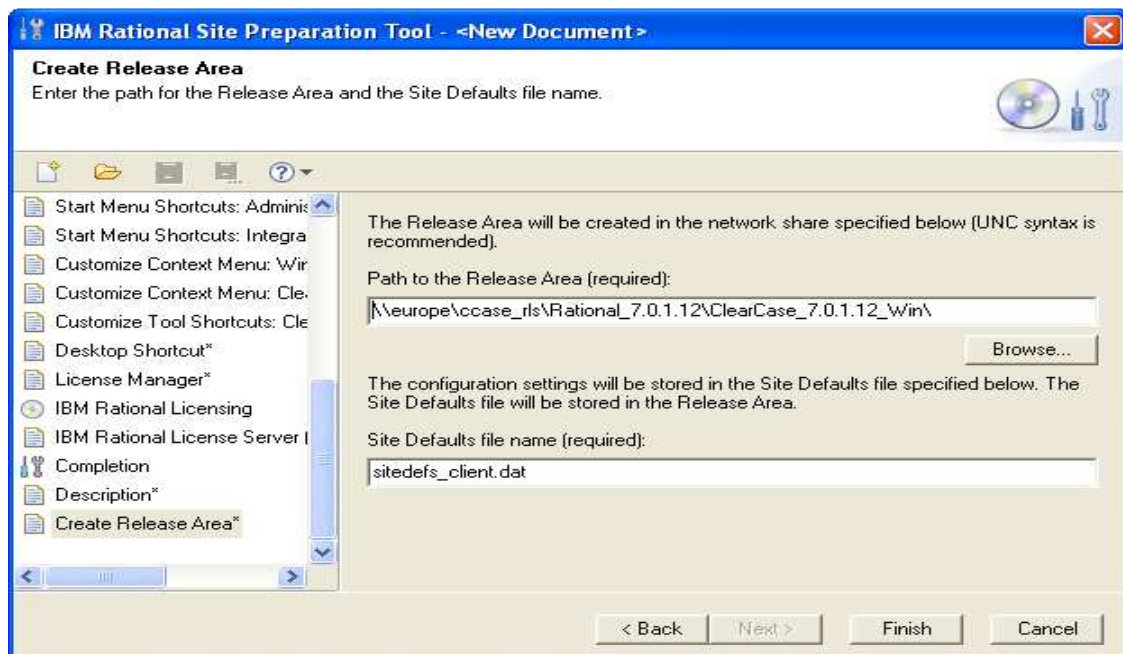 IBM Rational Site Preparation Tool - <New Document>
Create Release Area
Enter the path for the Release Area and the Site Defaults file name.
Start Menu Shortcuts: Adminis
Start Menu Shortcuts: Integra
Customize Context Menu: Wir
Customize Context Menu: Cle
Customize Tool Shortcuts: Cle
Desktop Shortcut*
License Manager*
IBM Rational Licensing
IBM Rational License Server
Completion
Description*
Create Release Area*
The Release Area will be created in the network share specified below (UNC syntax is
recommended).
Path to the Release Area (required):
\\europe\ccase_rls\Rational_7.0.1.12\ClearCase_7.0.1.12_Win\
Browse...
The configuration settings will be stored in the Site Defaults file specified below. The
Site Defaults file will be stored in the Release Area.
Site Defaults file name (required):
sitedefs_client.dat
< Back
Next >
Finish
Cancel